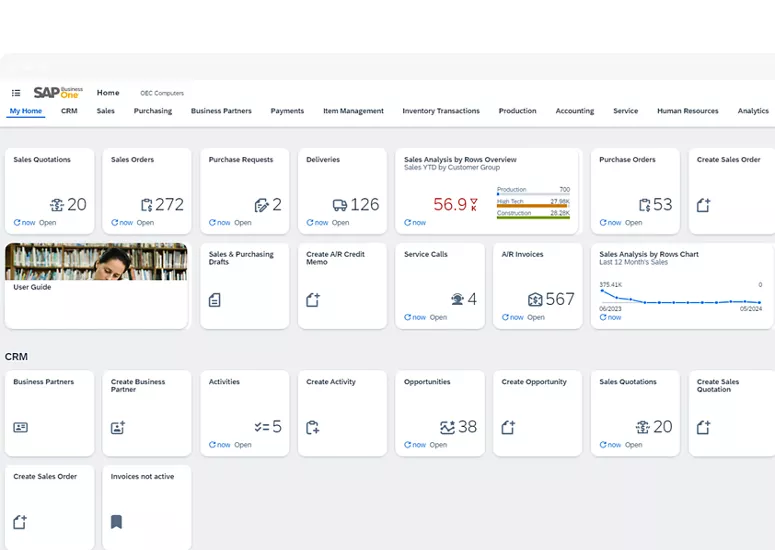 SAP Business One Home OEC Computers
My Home CRM Sales Purchasing Business Partners Payments Item Management Inventory Transactions Production Accounting Service Human Resources Analytics
Sales Quotations
20
now Open
Sales Orders
272
now Open
Purchase Requests
2
now Open
Deliveries
126
now Open
Sales Analysis by Rows Overview
Sales YTD by Customer Group
56.9 K
now
Production 700
High Tech 27.98K
Construction 28.28K
Purchase Orders
53
now Open
Create Sales Order
User Guide
Sales & Purchasing
Drafts
Create A/R Credit
Memo
Service Calls
4
now Open
A/R Invoices
567
now Open
Sales Analysis by Rows Chart
Last 12 Month's Sales
375.41K 0
06/2023 05/2024
now
CRM
Business Partners
Create Business
Partner
Activities
5
now Open
Create Activity
Opportunities
38
now Open
Create Opportunity
Sales Quotations
20
now Open
Create Sales
Quotation
Create Sales Order
Invoices not active